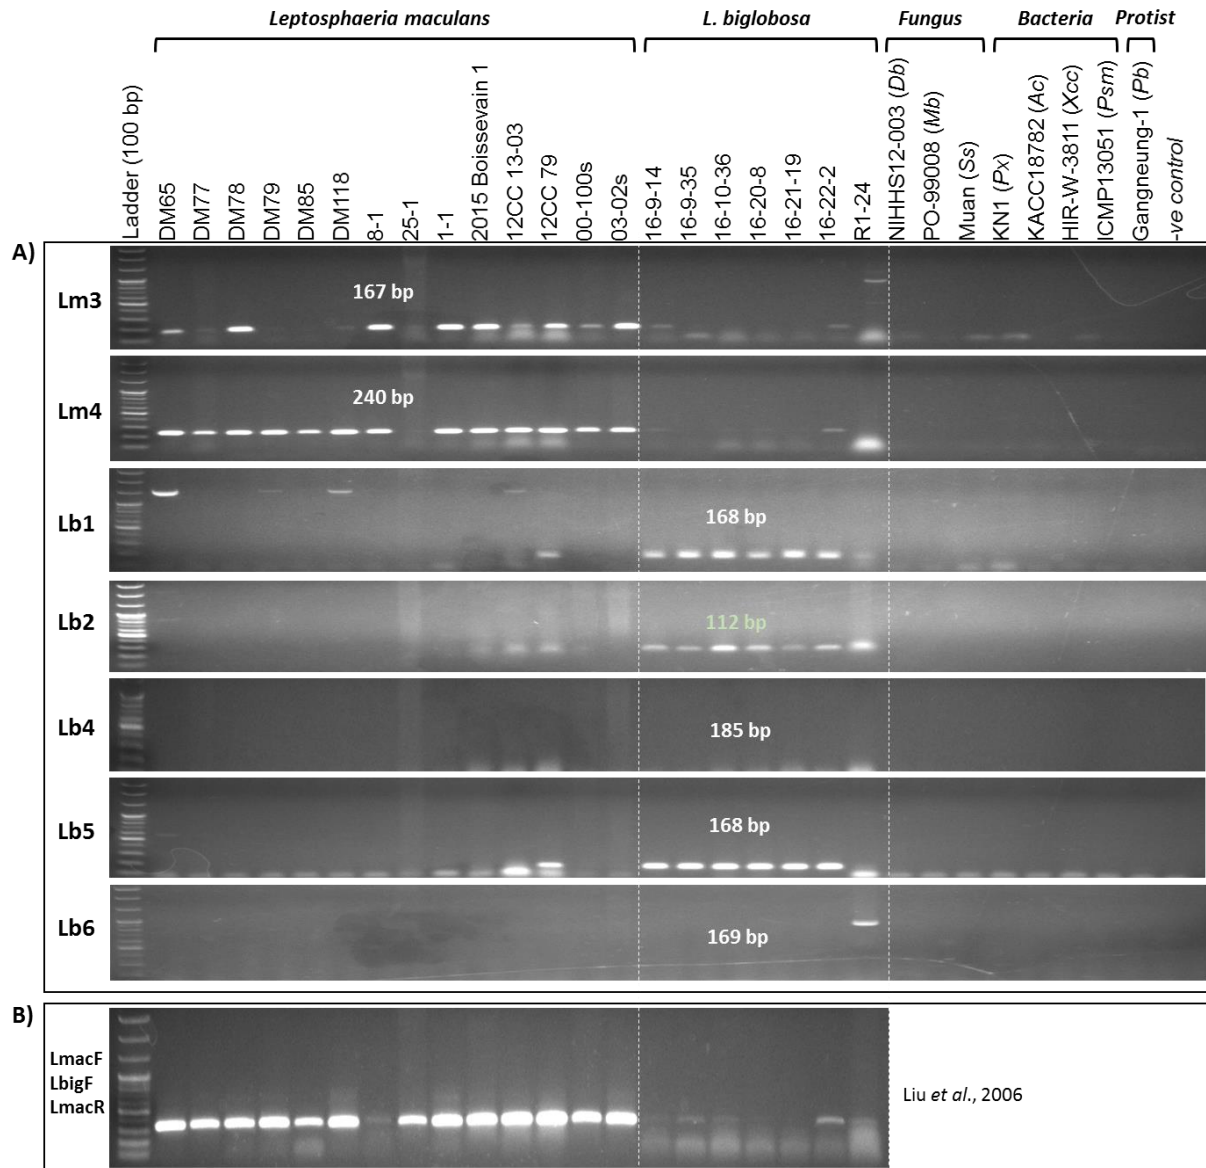 Leptosphaeria maculans
L. biglobosa
Fungus
Bacteria
Protist
Ladder (100 bp)
DM65
DM77
DM78
DM79
DM85
DM118
8-1
25-1
1-1
2015 Boissevain 1
12CC 13-03
12CC 79
00-100s
03-02s
16-9-14
16-9-35
16-10-36
16-20-8
16-21-19
16-22-2
R1-24
NIHHS12-003 (Db)
PO-99008 (Mb)
Muan (Ss)
KN1 (Px)
KACC18782 (Ac)
HIR-W-3811 (Xcc)
ICMP13051 (Psm)
Gangneung-1 (Pb)
-ve control
A)
Lm3
167 bp
Lm4
240 bp
Lb1
168 bp
Lb2
112 bp
Lb4
185 bp
Lb5
168 bp
Lb6
169 bp
B)
LmacF
LbigF
LmacR
Liu et al., 2006